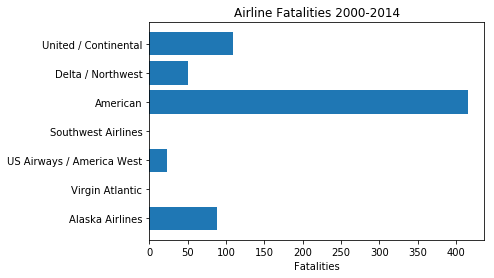 Airline Fatalities 2000-2014
United / Continental
Delta / Northwest
American
Southwest Airlines
US Airways / America West
Virgin Atlantic
Alaska Airlines
0 50 100 150 200 250 300 350 400
Fatalities